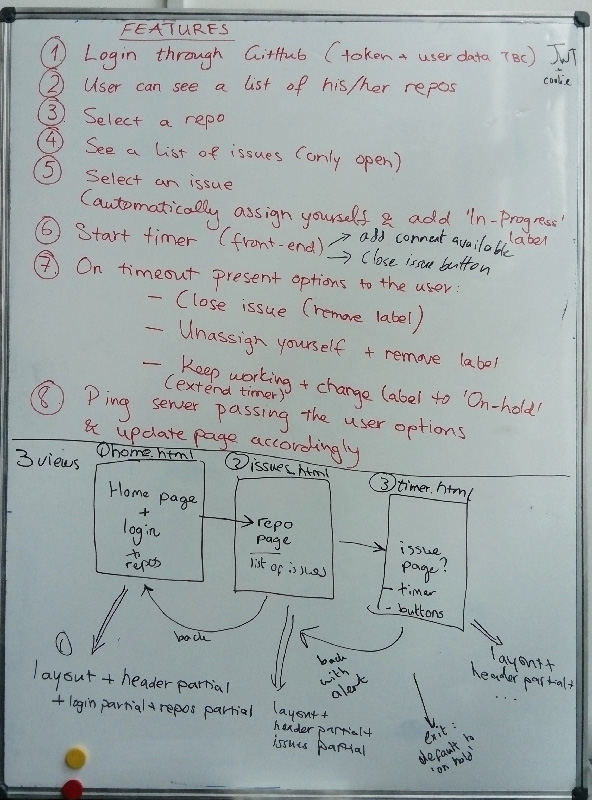 FEATURES
① Login through GitHub (token + user data TBC) JWT
cookie
② User can see a list of his/her repos
③ Select a repo
④ See a list of issues (only open)
⑤ Select an issue
(automatically assign yourself & add 'In-Progress' label
⑥ Start timer (front-end) → add comment available
→ Close issue button
⑦ On timeout present options to the user:
— Close issue (remove label)
— Unassign yourself + remove label
— Keep working + change label to 'On-hold'
(extend timer)
⑧ Ping server passing the user options
& update page accordingly
3 views
① home.html
② issues.html
③ timer.html
Home page
+
login
+
repos
repo
page
list of issues
issue
page?
- timer
- buttons
back
back
with
alert
①
layout + header partial
+ login partial + repos partial
layout +
header partial +
issues partial
layout +
header partial +
...
exit:
default to
'on hold'